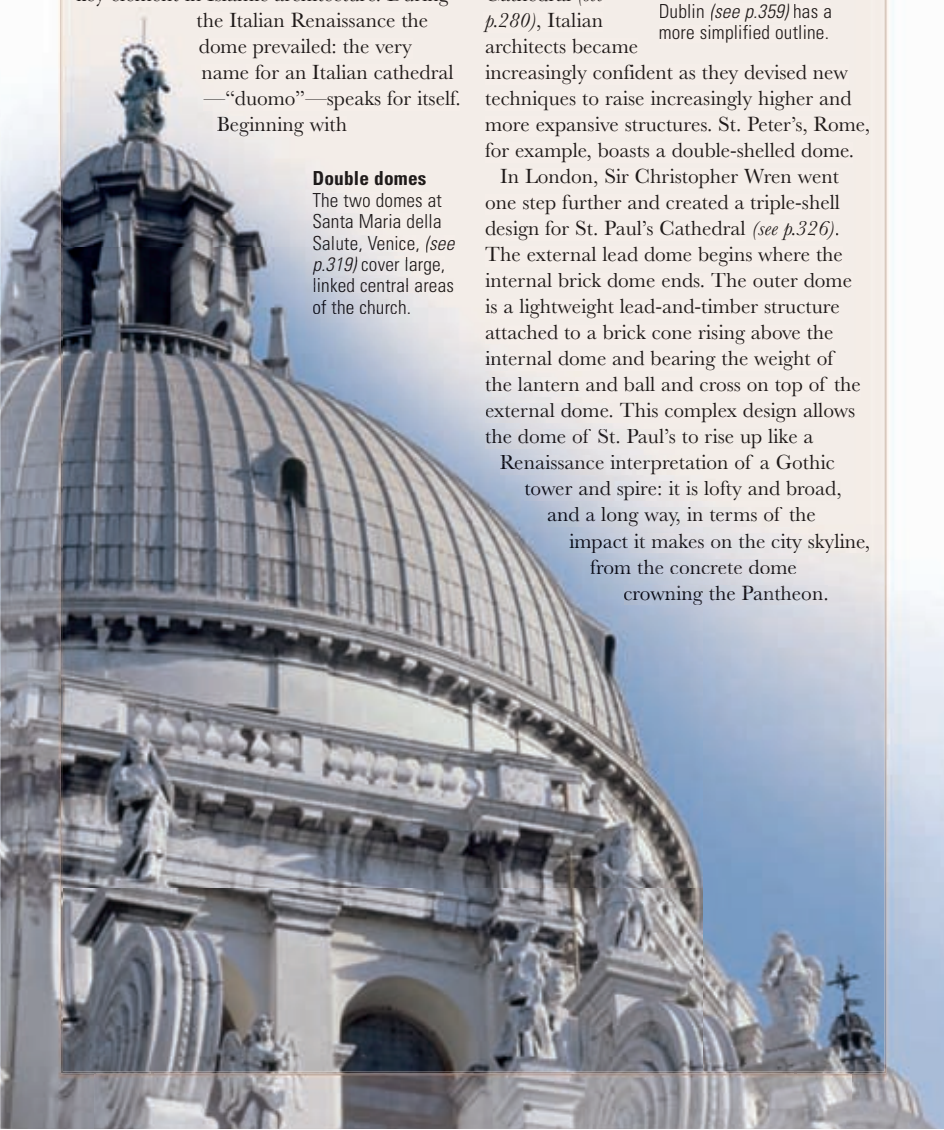 key element in Islamic architecture. During
the Italian Renaissance the
dome prevailed: the very
name for an Italian cathedral
—“duomo”—speaks for itself.
Beginning with
Double domes
The two domes at
Santa Maria della
Salute, Venice, (see
p.319) cover large,
linked central areas
of the church.
Cathedral (see
p.280), Italian
architects became
increasingly confident as they devised new
techniques to raise increasingly higher and
more expansive structures. St. Peter’s, Rome,
for example, boasts a double-shelled dome.
In London, Sir Christopher Wren went
one step further and created a triple-shell
design for St. Paul’s Cathedral (see p.326).
The external lead dome begins where the
internal brick dome ends. The outer dome
is a lightweight lead-and-timber structure
attached to a brick cone rising above the
internal dome and bearing the weight of
the lantern and ball and cross on top of the
external dome. This complex design allows
the dome of St. Paul’s to rise up like a
Renaissance interpretation of a Gothic
tower and spire: it is lofty and broad,
and a long way, in terms of the
impact it makes on the city skyline,
from the concrete dome
crowning the Pantheon.
Dublin (see p.359) has a
more simplified outline.